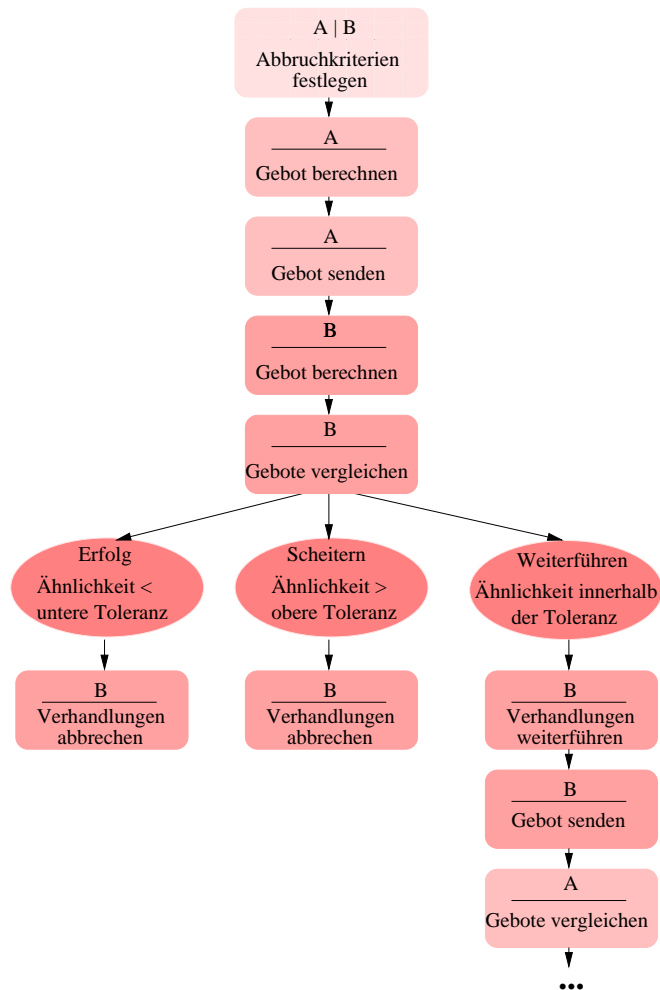 A | B
Abbruchkriterien
festlegen
A
Gebot berechnen
A
Gebot senden
B
Gebot berechnen
B
Gebote vergleichen
Erfolg
Ähnlichkeit <
untere Toleranz
Scheitern
Ähnlichkeit >
obere Toleranz
Weiterführen
Ähnlichkeit innerhalb
der Toleranz
B
Verhandlungen
abbrechen
B
Verhandlungen
abbrechen
B
Verhandlungen
weiterführen
B
Gebot senden
A
Gebote vergleichen
...